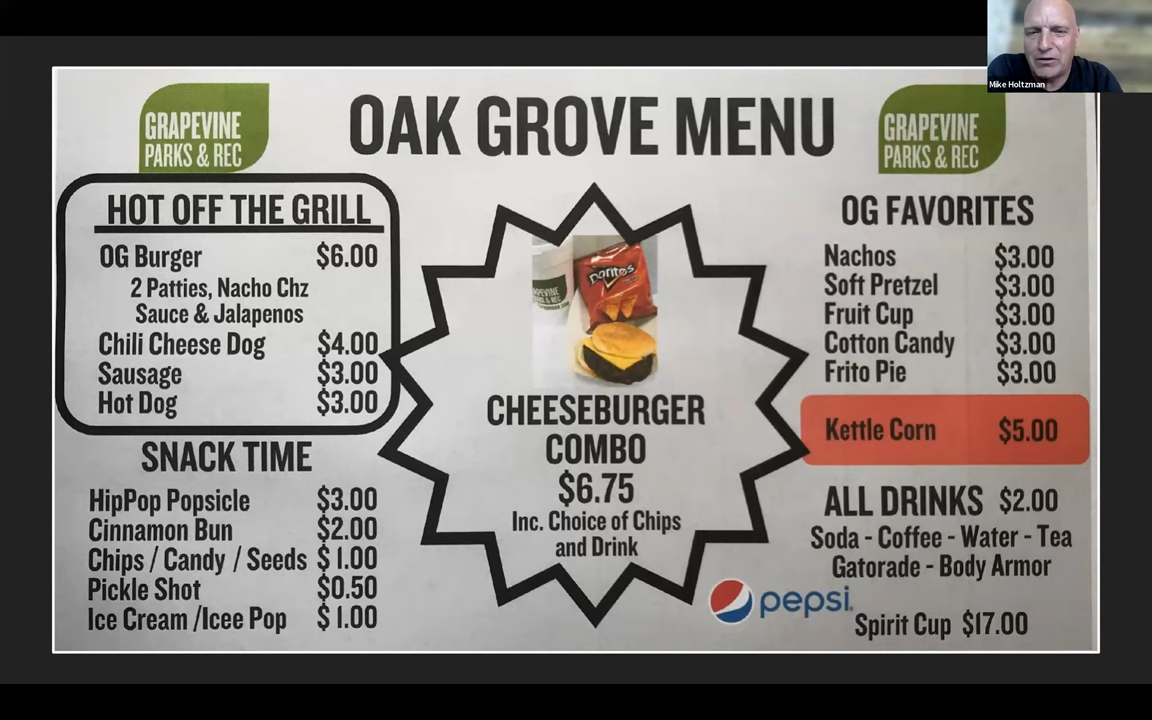 Mike Holtzman
GRAPEVINE
PARKS & REC
OAK GROVE MENU
GRAPEVINE
PARKS & REC
HOT OFF THE GRILL
OG Burger $6.00
2 Patties, Nacho Chz
Sauce & Jalapenos
Chili Cheese Dog $4.00
Sausage $3.00
Hot Dog $3.00
SNACK TIME
HipPop Popsicle $3.00
Cinnamon Bun $2.00
Chips / Candy / Seeds $1.00
Pickle Shot $0.50
Ice Cream /Icee Pop $1.00
Doritos
CHEESEBURGER
COMBO
$6.75
Inc. Choice of Chips
and Drink
OG FAVORITES
Nachos $3.00
Soft Pretzel $3.00
Fruit Cup $3.00
Cotton Candy $3.00
Frito Pie $3.00
Kettle Corn $5.00
ALL DRINKS $2.00
Soda - Coffee - Water - Tea
Gatorade - Body Armor
pepsi
Spirit Cup $17.00